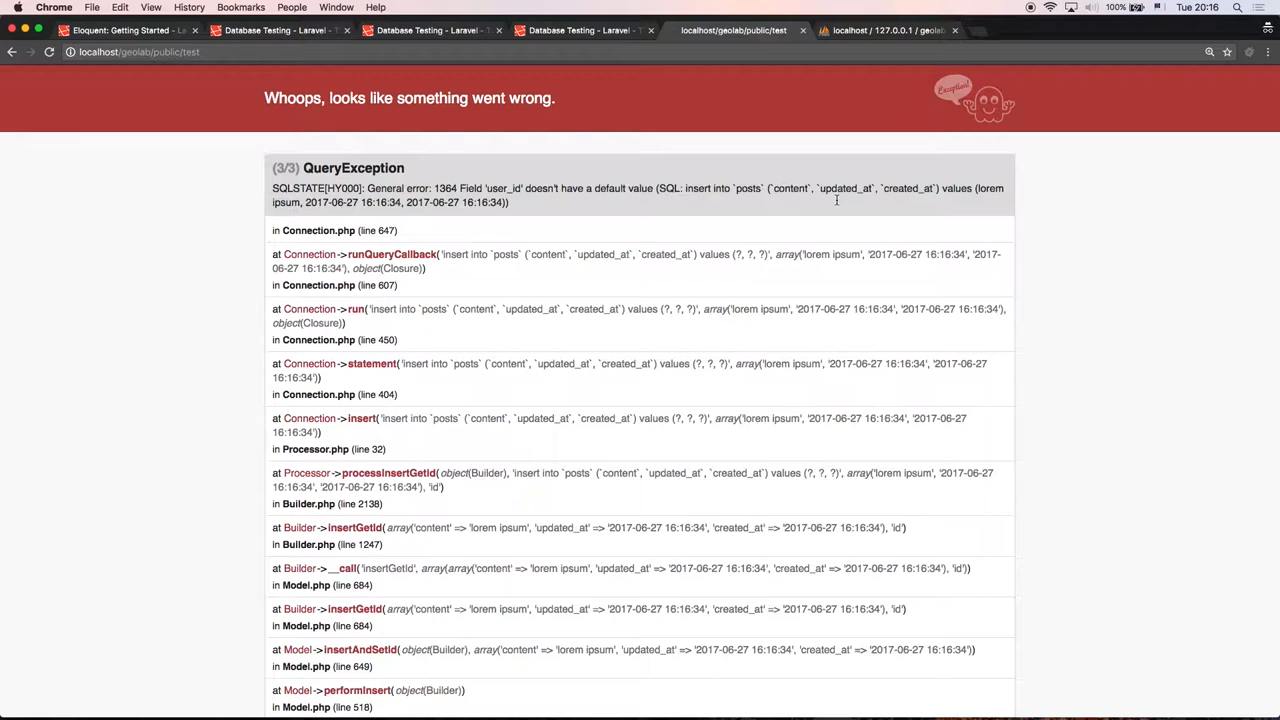 Chrome File Edit View History Bookmarks People Window Help 100% Tue 20:16
Eloquent: Getting Started - La Database Testing - Laravel - T Database Testing - Laravel - T Database Testing - Laravel - T localhost/geolab/public/test localhost / 127.0.0.1 / geolab
localhost/geolab/public/test
Whoops, looks like something went wrong.
Exception!
(3/3) QueryException
SQLSTATE[HY000]: General error: 1364 Field 'user_id' doesn't have a default value (SQL: insert into `posts` (`content`, `updated_at`, `created_at`) values (lorem
ipsum, 2017-06-27 16:16:34, 2017-06-27 16:16:34))
in Connection.php (line 647)
at Connection->runQueryCallback('insert into `posts` (`content`, `updated_at`, `created_at`) values (?, ?, ?)', array('lorem ipsum', '2017-06-27 16:16:34', '2017-
06-27 16:16:34'), object(Closure))
in Connection.php (line 607)
at Connection->run('insert into `posts` (`content`, `updated_at`, `created_at`) values (?, ?, ?)', array('lorem ipsum', '2017-06-27 16:16:34', '2017-06-27 16:16:34'),
object(Closure))
in Connection.php (line 450)
at Connection->statement('insert into `posts` (`content`, `updated_at`, `created_at`) values (?, ?, ?)', array('lorem ipsum', '2017-06-27 16:16:34', '2017-06-27
16:16:34'))
in Connection.php (line 404)
at Connection->insert('insert into `posts` (`content`, `updated_at`, `created_at`) values (?, ?, ?)', array('lorem ipsum', '2017-06-27 16:16:34', '2017-06-27
16:16:34'))
in Processor.php (line 32)
at Processor->processInsertGetId(object(Builder), 'insert into `posts` (`content`, `updated_at`, `created_at`) values (?, ?, ?)', array('lorem ipsum', '2017-06-27
16:16:34', '2017-06-27 16:16:34'), 'id')
in Builder.php (line 2138)
at Builder->insertGetId(array('content' => 'lorem ipsum', 'updated_at' => '2017-06-27 16:16:34', 'created_at' => '2017-06-27 16:16:34'), 'id')
in Builder.php (line 1247)
at Builder->__call('insertGetId', array(array('content' => 'lorem ipsum', 'updated_at' => '2017-06-27 16:16:34', 'created_at' => '2017-06-27 16:16:34'), 'id'))
in Model.php (line 684)
at Builder->insertGetId(array('content' => 'lorem ipsum', 'updated_at' => '2017-06-27 16:16:34', 'created_at' => '2017-06-27 16:16:34'), 'id')
in Model.php (line 684)
at Model->insertAndSetId(object(Builder), array('content' => 'lorem ipsum', 'updated_at' => '2017-06-27 16:16:34', 'created_at' => '2017-06-27 16:16:34'))
in Model.php (line 649)
at Model->performInsert(object(Builder))
in Model.php (line 518)